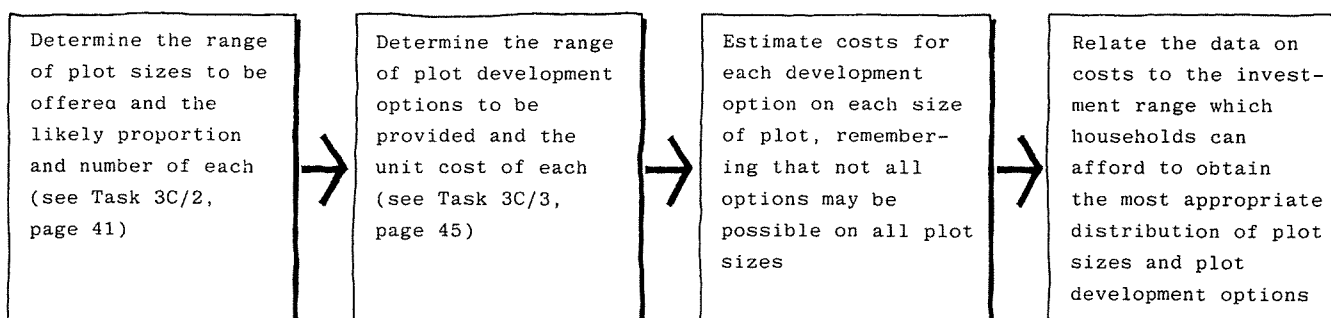 Determine the range
of plot sizes to be
offered and the
likely proportion
and number of each
(see Task 3C/2,
page 41)
Determine the range
of plot development
options to be
provided and the
unit cost of each
(see Task 3C/3,
page 45)
Estimate costs for
each development
option on each size
of plot, remember-
ing that not all
options may be
possible on all plot
sizes
Relate the data on
costs to the invest-
ment range which
households can
afford to obtain
the most appropriate
distribution of plot
sizes and plot
development options